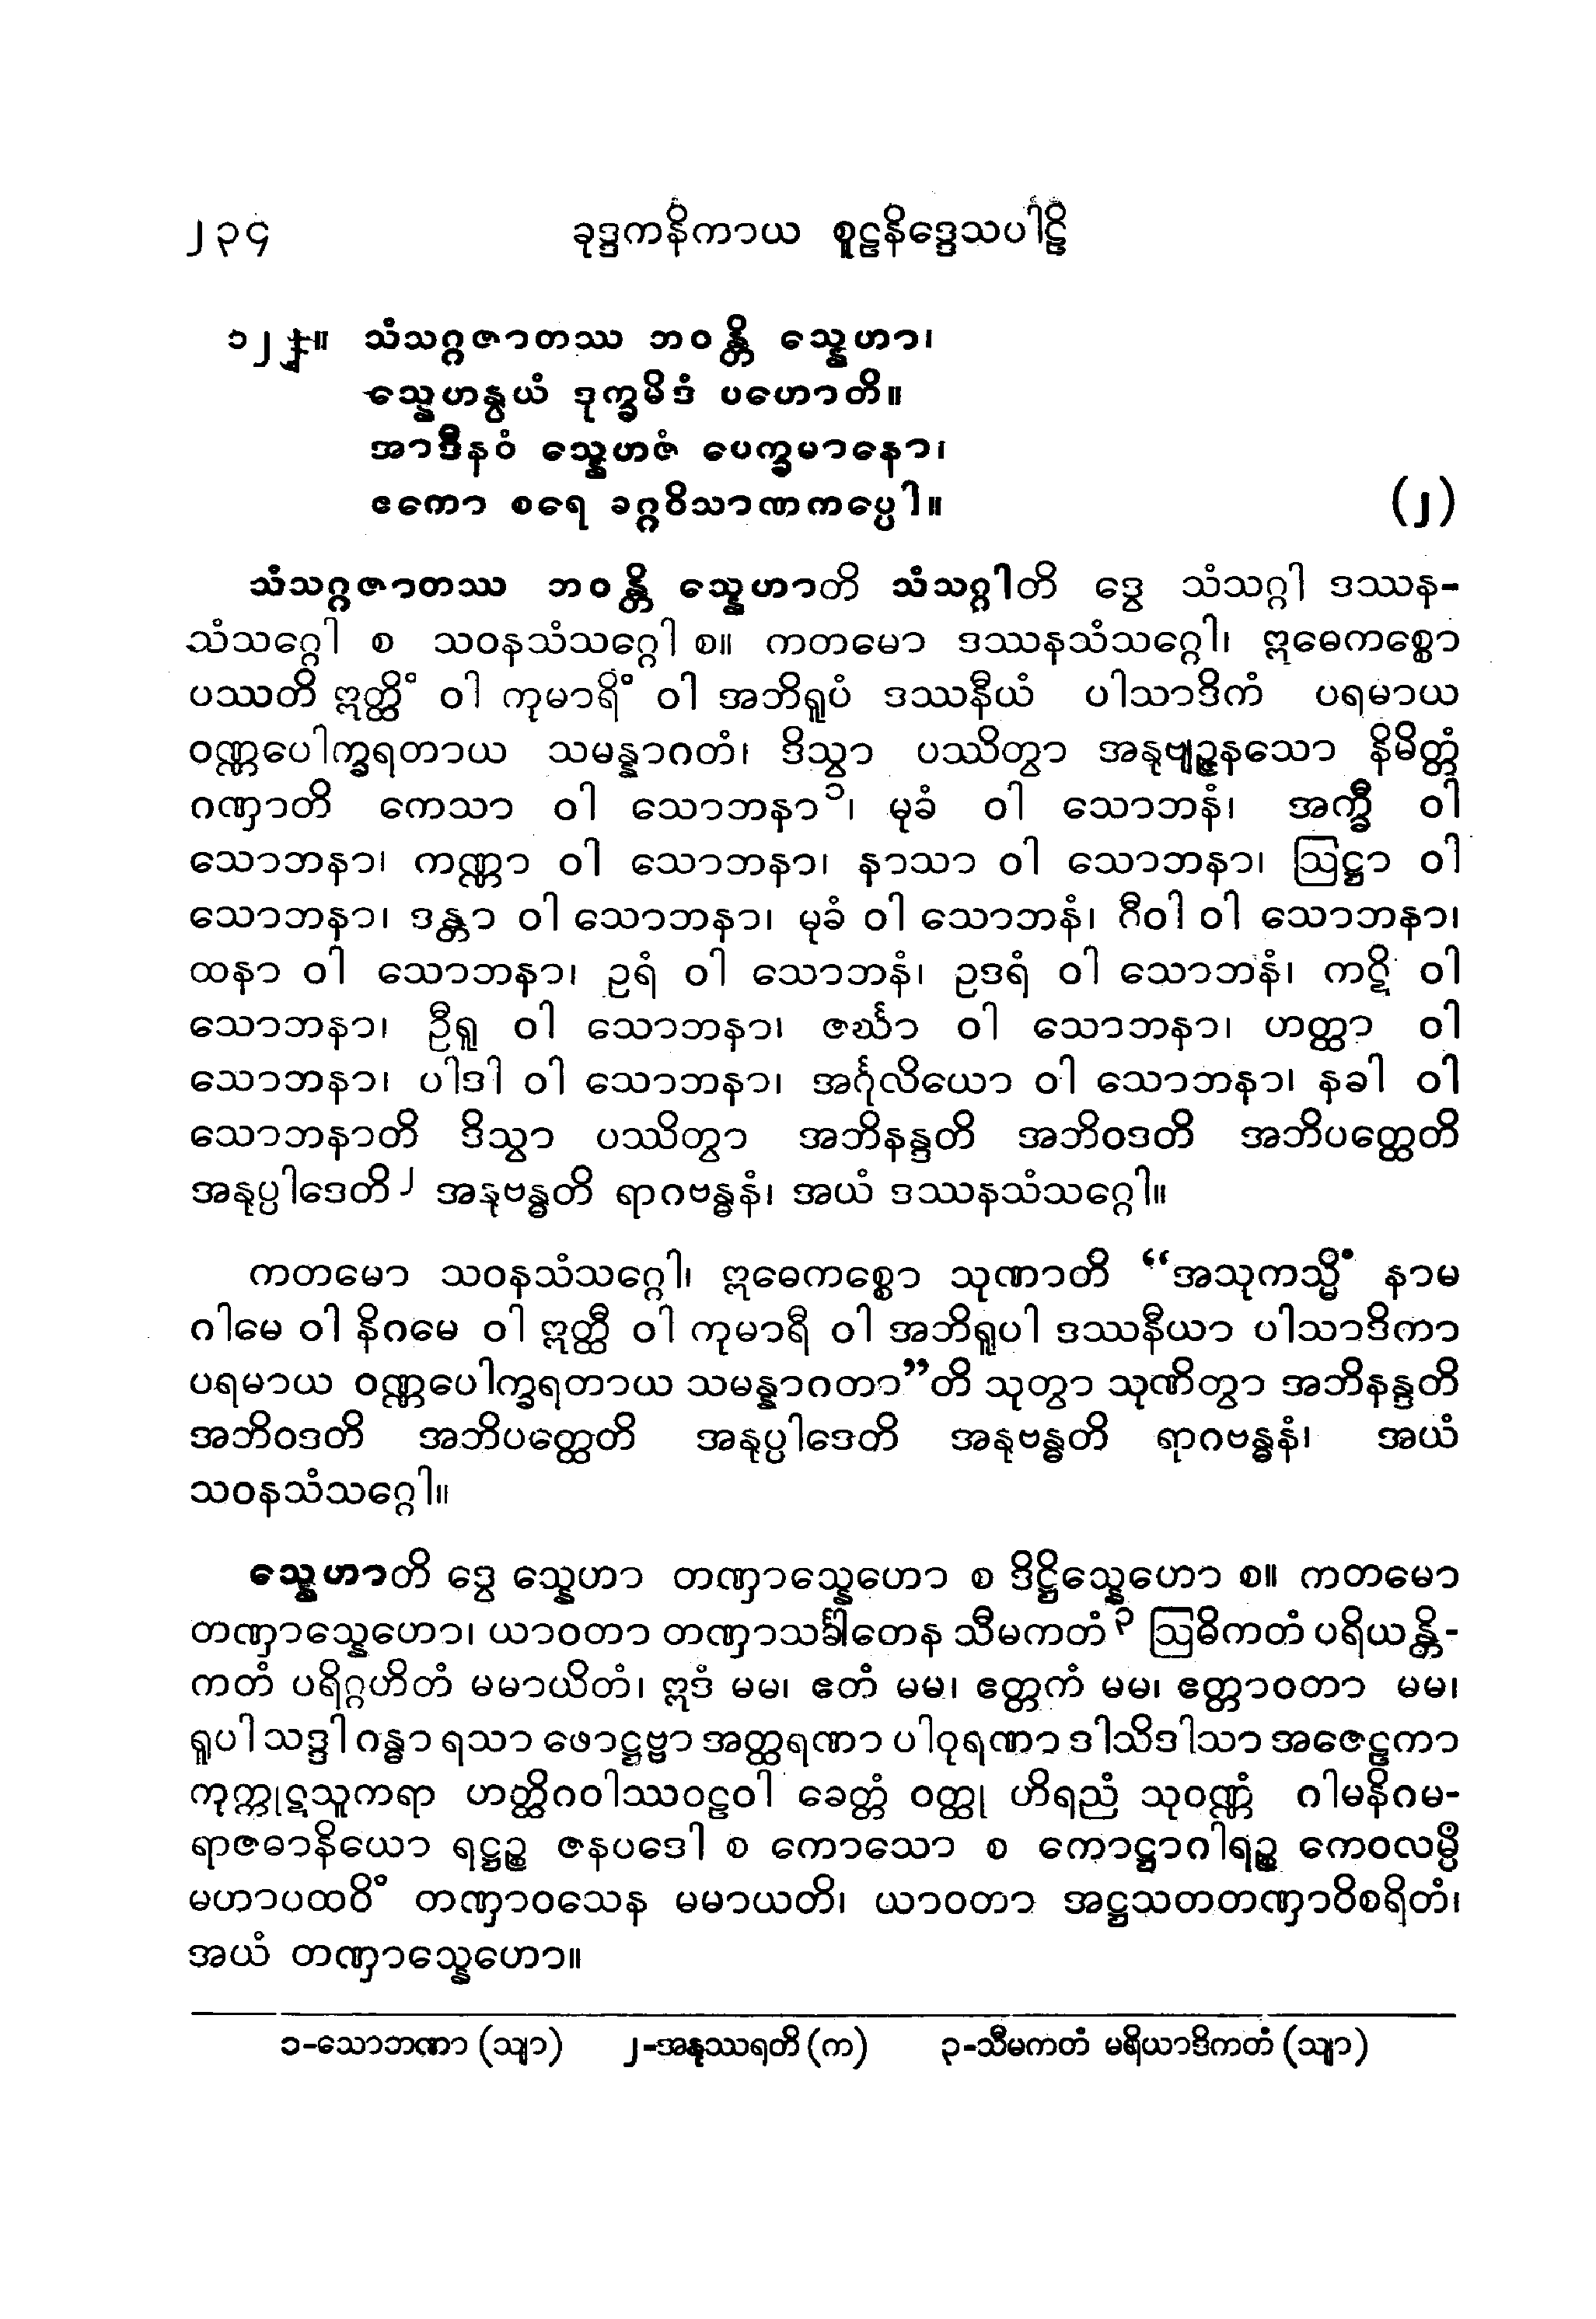 ၂၃၄ ခုဒ္ဒကနိကာယ စူဠနိဒ္ဒေသပါဠိ
သံသဂ္ဂဇာတဿ ဘဝန္တိ သ္နေဟာ၊
သ္နေဟန္ဝယံ ဒုက္ခမိဒံ ပဟောတိ။
အာဒီနဝံ သ္နေဟဇံ ပေက္ခမာနော၊
ဧကော စရေ ခဂ္ဂဝိသာဏကပ္ပေါ။ (၂)
သံသဂ္ဂဇာတဿ ဘဝန္တိ သ္နေဟာတိ သံသဂ္ဂါတိ ဒွေ သံသဂ္ဂါ ဒဿန-
သံသဂ္ဂေါ စ သဝနသံသဂ္ဂေါ စ။ ကတမော ဒဿနသံသဂ္ဂေါ၊ ဣဓေကစ္စော
ပဿတိ ဣတ္ထိံ ဝါ ကုမာရိံ ဝါ အဘိရူပံ ဒဿနီယံ ပါသာဒိကံ ပရမာယ
ဝဏ္ဏပေါက္ခရတာယ သမန္နာဂတံ၊ ဒိသွာ ပဿိတွာ အနုဗျဉ္ဇနသော နိမိတ္တံ
ဂဏှာတိ ကေသာ ဝါ သောဘနာ၁၊ မုခံ ဝါ သောဘနံ၊ အက္ခီ ဝါ
သောဘနာ၊ ကဏ္ဏာ ဝါ သောဘနာ၊ နာသာ ဝါ သောဘနာ၊ ဩဋ္ဌာ ဝါ
သောဘနာ၊ ဒန္တာ ဝါ သောဘနာ၊ မုခံ ဝါ သောဘနံ၊ ဂီဝါ ဝါ သောဘနာ၊
ထနာ ဝါ သောဘနာ၊ ဥရံ ဝါ သောဘနံ၊ ဥဒရံ ဝါ သောဘနံ၊ ကဋိ ဝါ
သောဘနာ၊ ဦရူ ဝါ သောဘနာ၊ ဇင်္ဃာ ဝါ သောဘနာ၊ ဟတ္ထာ ဝါ
သောဘနာ၊ ပါဒါ ဝါ သောဘနာ၊ အင်္ဂုလိယော ဝါ သောဘနာ၊ နခါ ဝါ
သောဘနာတိ ဒိသွာ ပဿိတွာ အဘိနန္ဒတိ အဘိဝဒတိ အဘိပတ္ထေတိ
အနုပ္ပါဒေတိ၂ အနုဗန္ဓတိ ရာဂဗန္ဓနံ၊ အယံ ဒဿနသံသဂ္ဂေါ။
ကတမော သဝနသံသဂ္ဂေါ၊ ဣဓေကစ္စော သုဏာတိ “အသုကသ္မိံ နာမ
ဂါမေ ဝါ နိဂမေ ဝါ ဣတ္ထီ ဝါ ကုမာရီ ဝါ အဘိရူပါ ဒဿနီယာ ပါသာဒိကာ
ပရမာယ ဝဏ္ဏပေါက္ခရတာယ သမန္နာဂတာ”တိ သုတွာ သုဏိတွာ အဘိနန္ဒတိ
အဘိဝဒတိ အဘိပတ္ထေတိ အနုပ္ပါဒေတိ အနုဗန္ဓတိ ရာဂဗန္ဓနံ၊ အယံ
သဝနသံသဂ္ဂေါ။
သ္နေဟာတိ ဒွေ သ္နေဟာ တဏှာသ္နေဟော စ ဒိဋ္ဌိသ္နေဟော စ။ ကတမော
တဏှာသ္နေဟော၊ ယာဝတာ တဏှာသင်္ခါတေန သီမကတံ၃ ဩဓိကတံ ပရိယန္တိ-
ကတံ ပရိဂ္ဂဟိတံ မမာယိတံ၊ ဣဒံ မမ၊ ဧတံ မမ၊ ဧတ္တကံ မမ၊ ဧတ္တာဝတာ မမ၊
ရူပါ သဒ္ဒါ ဂန္ဓာ ရသာ ဖောဋ္ဌဗ္ဗာ အတ္ထရဏာ ပါဝုရဏာ ဒါသိဒါသာ အဇေဠကာ
ကုက္ကုဋသူကရာ ဟတ္ထိဂဝါဿဝဠဝါ ခေတ္တံ ဝတ္ထု ဟိရညံ သုဝဏ္ဏံ ဂါမနိဂမ-
ရာဇဓာနိယော ရဋ္ဌဉ္စ ဇနပဒေါ စ ကောသော စ ကောဋ္ဌာဂါရဉ္စ ကေဝလမ္ပိ
မဟာပထဝိံ တဏှာဝသေန မမာယတိ၊ ယာဝတာ အဋ္ဌသတတဏှာဝိစရိတံ၊
အယံ တဏှာသ္နေဟော။
၁-သောဘဏာ (သျာ) ၂-အနုဿရတိ (က) ၃-သီမကတံ မရိယာဒိကတံ (သျာ)